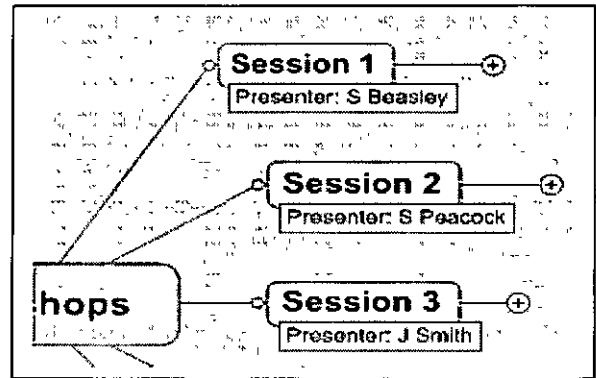 Session 1
Presenter: S Beasley
Session 2
Presenter: S Peacock
hops
Session 3
Presenter: J Smith